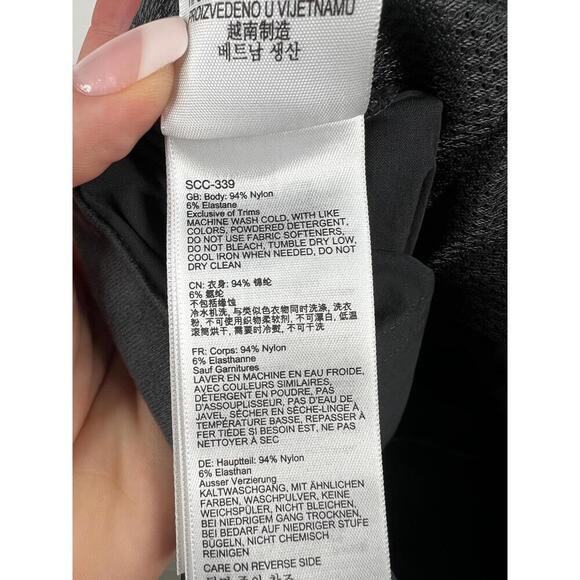 PROIZVEDENO U VIJETNAMU
越南制造
베트남 생산
SCC-339
GB: Body: 94% Nylon
6% Elastane
Exclusive of Trims
MACHINE WASH COLD, WITH LIKE
COLORS, POWDERED DETERGENT,
DO NOT USE FABRIC SOFTENERS,
DO NOT BLEACH, TUMBLE DRY LOW,
COOL IRON WHEN NEEDED, DO NOT
DRY CLEAN
CN: 衣身: 94% 锦纶
6% 氨纶
不包括缘饰
冷水机洗, 与类似色衣物同时洗涤, 洗衣
粉, 不可使用织物柔软剂, 不可漂白, 低温
滚筒烘干, 需要时冷熨, 不可干洗
FR: Corps: 94% Nylon
6% Elasthanne
Sauf Garnitures
LAVER EN MACHINE EN EAU FROIDE,
AVEC COULEURS SIMILAIRES,
DÉTERGENT EN POUDRE, PAS
D'ASSOUPLISSEUR, PAS D'EAU DE
JAVEL, SÉCHER EN SÈCHE-LINGE À
TEMPÉRATURE BASSE, REPASSER À
FER TIÈDE SI BESOIN EST, NE PAS
NETTOYER À SEC
DE: Hauptteil: 94% Nylon
6% Elasthan
Ausser Verzierung
KALTWASCHGANG, MIT ÄHNLICHEN
FARBEN, WASCHPULVER, KEINE
WEICHSPÜLER, NICHT BLEICHEN,
BEI NIEDRIGEM GANG TROCKNEN,
BEI BEDARF AUF NIEDRIGER STUFE
BÜGELN, NICHT CHEMISCH
REINIGEN
CARE ON REVERSE SIDE